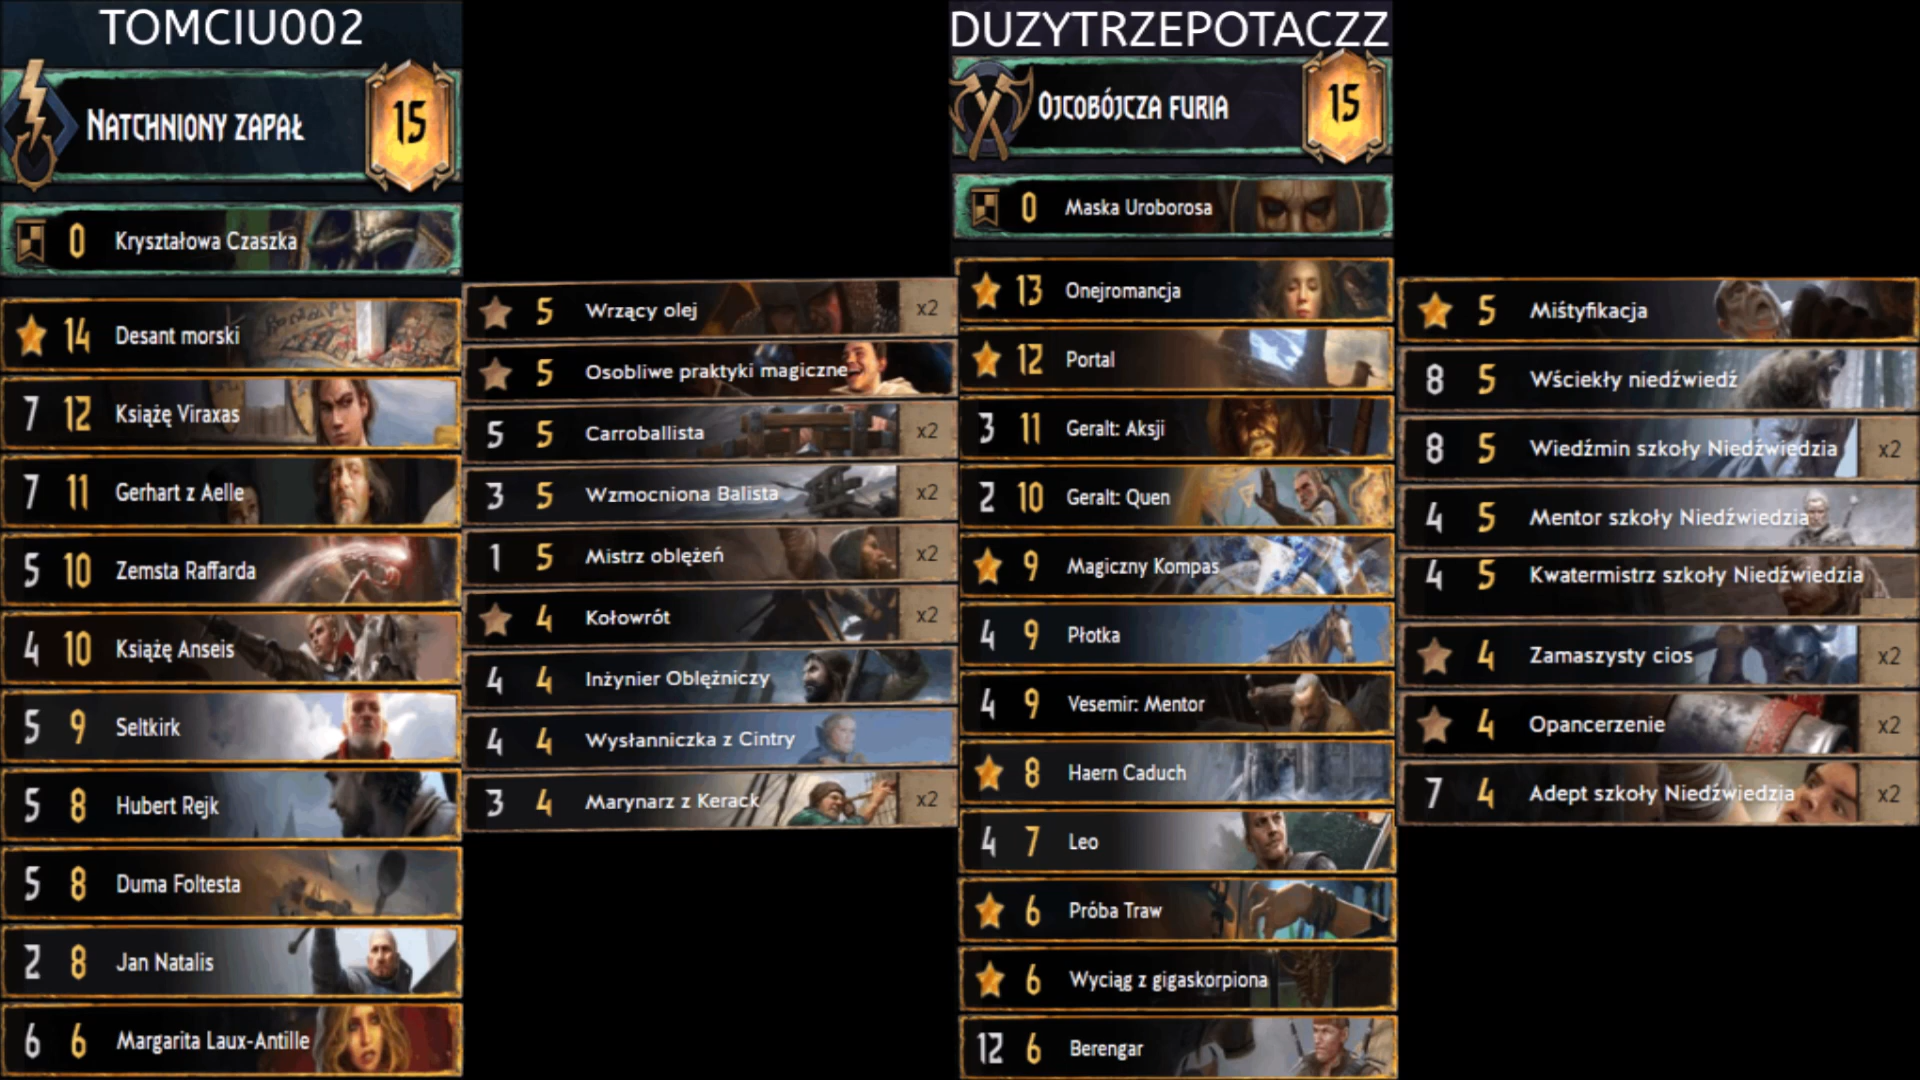 TOMCIU002
NATCHNIONY ZAPAŁ
15
0 Kryształowa Czaszka
14 Desant morski
7 12 Książę Viraxas
7 11 Gerhart z Aelle
5 10 Zemsta Raffarda
4 10 Książę Anseis
5 9 Seltkirk
5 8 Hubert Rejk
5 8 Duma Foltesta
2 8 Jan Natalis
6 6 Margarita Laux-Antille
5 Wrzący olej x2
5 Osobliwe praktyki magiczne
5 5 Carroballista x2
3 5 Wzmocniona Balista x2
1 5 Mistrz oblężeń x2
4 Kołowrót x2
4 4 Inżynier Oblężniczy
4 4 Wysłanniczka z Cintry
3 4 Marynarz z Kerack x2
DUZYTRZEPOTACZZ
OJCOBÓJCZA FURIA
15
0 Maska Uroborosa
13 Onejromancja
12 Portal
3 11 Geralt: Aksji
2 10 Geralt: Quen
9 Magiczny Kompas
4 9 Płotka
4 9 Vesemir: Mentor
8 Haern Caduch
4 7 Leo
6 Próba Traw
6 Wyciąg z gigaskorpiona
12 6 Berengar
5 Miśtyfikacja
8 5 Wściekły niedźwiedź
8 5 Wiedźmin szkoły Niedźwiedzia x2
4 5 Mentor szkoły Niedźwiedzia
4 5 Kwatermistrz szkoły Niedźwiedzia
4 Zamaszysty cios x2
4 Opancerzenie x2
7 4 Adept szkoły Niedźwiedzia x2